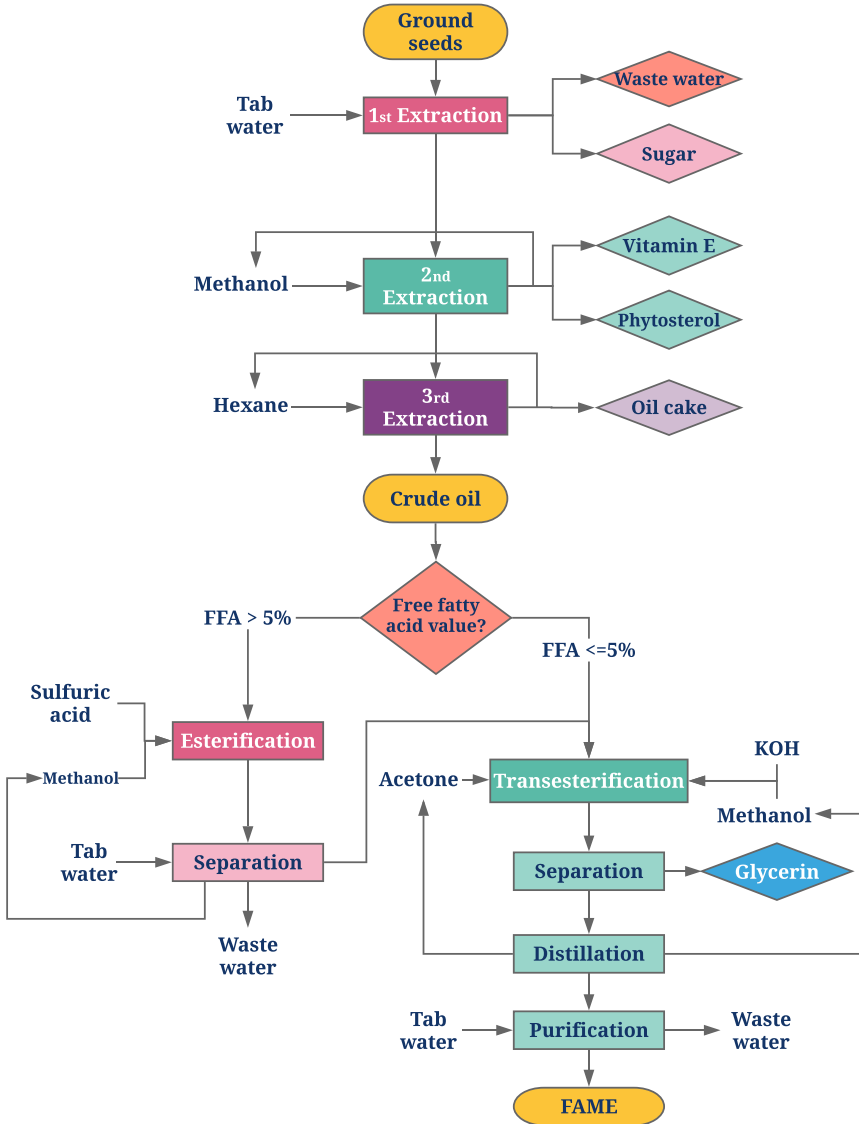 Ground
seeds
Tab
water
1st Extraction
Waste water
Sugar
Methanol
2nd
Extraction
Vitamin E
Phytosterol
Hexane
3rd
Extraction
Oil cake
Crude oil
Free fatty
acid value?
FFA > 5%
FFA <=5%
Sulfuric
acid
Esterification
Methanol
Tab
water
Separation
Waste
water
Acetone
Transesterification
KOH
Methanol
Separation
Glycerin
Distillation
Tab
water
Purification
Waste
water
FAME